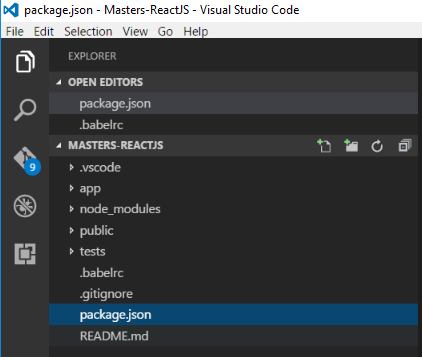 package.json - Masters-ReactJS - Visual Studio Code
File Edit Selection View Go Help
EXPLORER
OPEN EDITORS
package.json
.babelrc
MASTERS-REACTJS
.vscode
app
9
node_modules
public
tests
.babelrc
.gitignore
package.json
README.md